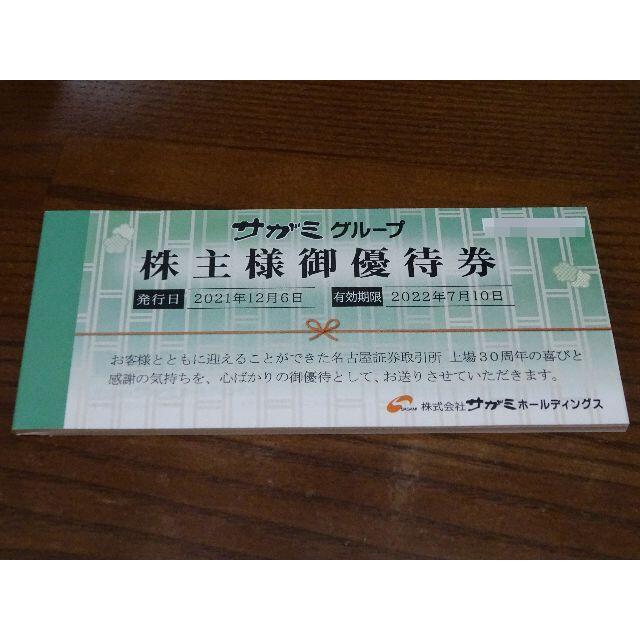 サガミグループ
株主様御優待券
発行日 2021年12月6日 有効期限 2022年7月10日
お客様とともに迎えることができた名古屋証券取引所 上場30周年の喜びと
感謝の気持ちを、心ばかりの御優待として、お送りさせていただきます。
SAGAMI 株式会社サガミホールディングス